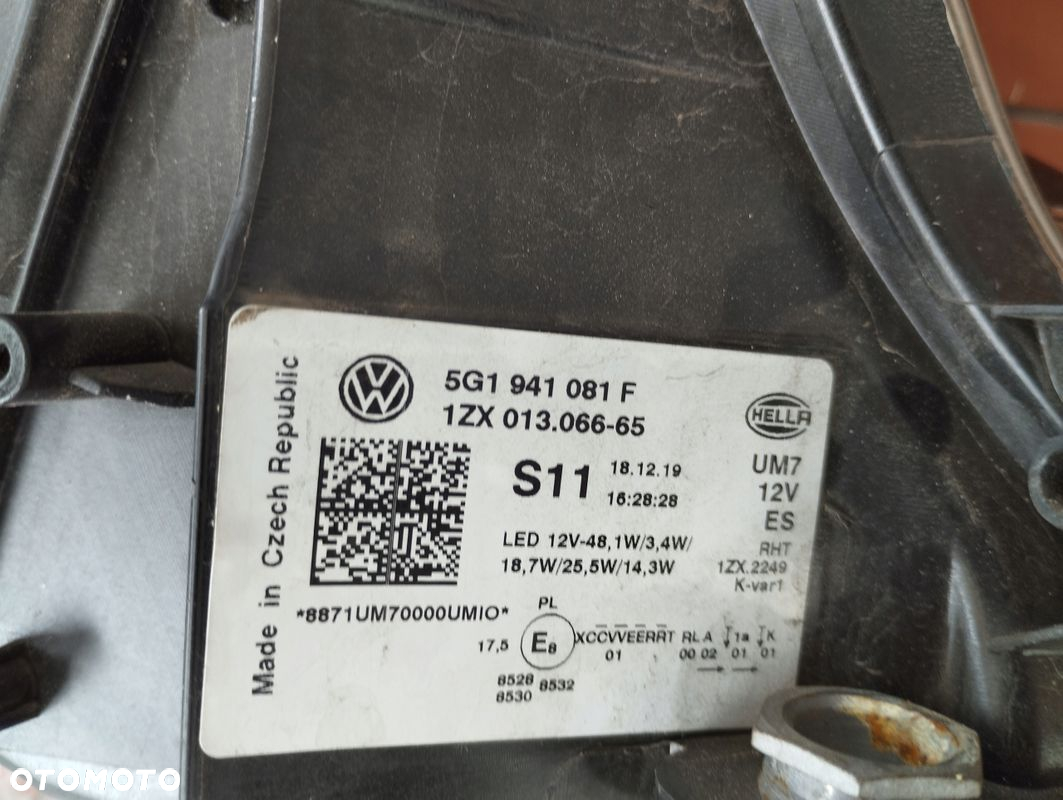 Made in Czech Republic
5G1 941 081 F
1ZX 013.066-65
HELLA
S11
18.12.19
16:28:28
UM7
12V
ES
RHT
1ZX.2249
K-var1
LED 12V-48,1W/3,4W/
18,7W/25,5W/14,3W
*8871UM70000UMIO*
PL
17,5 E8 XCCVVEERRT RL A 1a K
01 00 02 01 01
8528 8532
8530
OTOMOTO